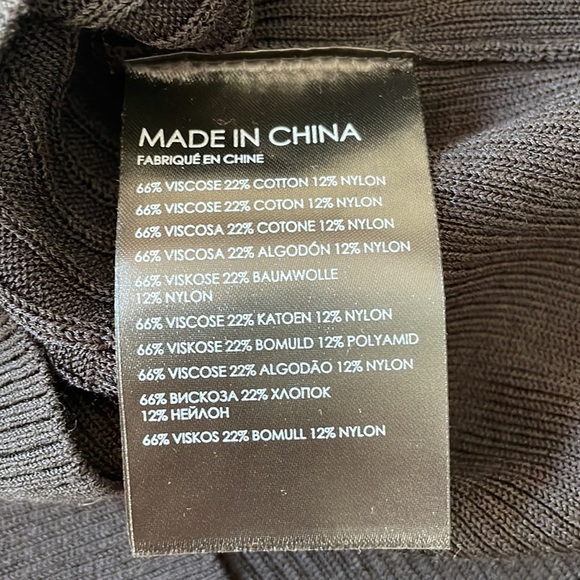 MADE IN CHINA
FABRIQUÉ EN CHINE
66% VISCOSE 22% COTTON 12% NYLON
66% VISCOSE 22% COTON 12% NYLON
66% VISCOSA 22% COTONE 12% NYLON
66% VISCOSA 22% ALGODÓN 12% NYLON
66% VISKOSE 22% BAUMWOLLE
12% NYLON
66% VISCOSE 22% KATOEN 12% NYLON
66% VISKOSE 22% BOMULD 12% POLYAMID
66% VISCOSE 22% ALGODÃO 12% NYLON
66% ВИСКОЗА 22% ХЛОПОК
12% НЕЙЛОН
66% VISKOS 22% BOMULL 12% NYLON